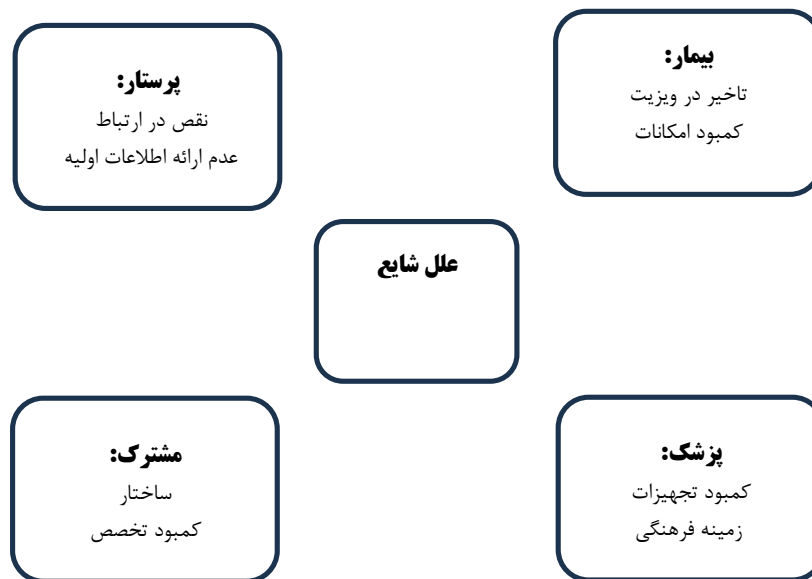 بیمار:
تاخیر در ویزیت
کمبود امکانات
پرستار:
نقص در ارتباط
عدم ارائه اطلاعات اولیه
علل شایع
پزشک:
کمبود تجهیزات
زمینه فرهنگی
مشترک:
ساختار
کمبود تخصص